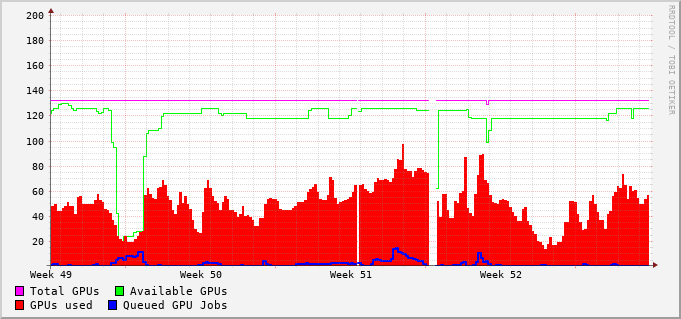 200
180
160
140
120
100
80
60
40
20
Week 49 Week 50 Week 51 Week 52
Total GPUs Available GPUs
GPUs used Queued GPU Jobs
RRDTOOL / TOBI OETIKER